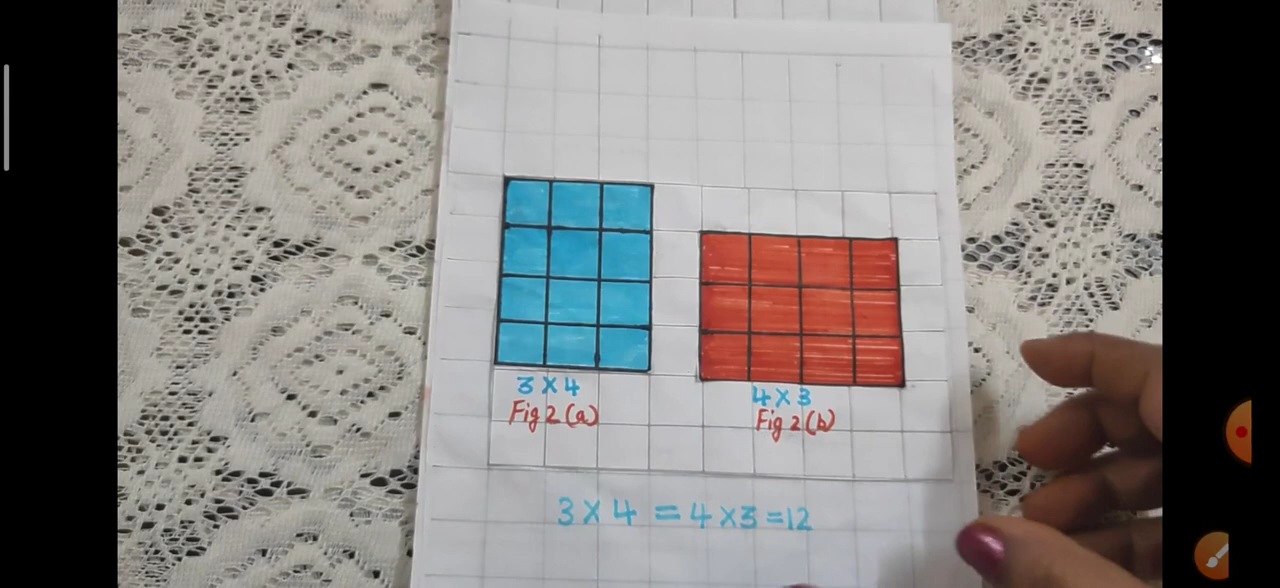 3 X 4
Fig 2 (a)
4 X 3
Fig 2 (b)
3 X 4 = 4 X 3 = 12